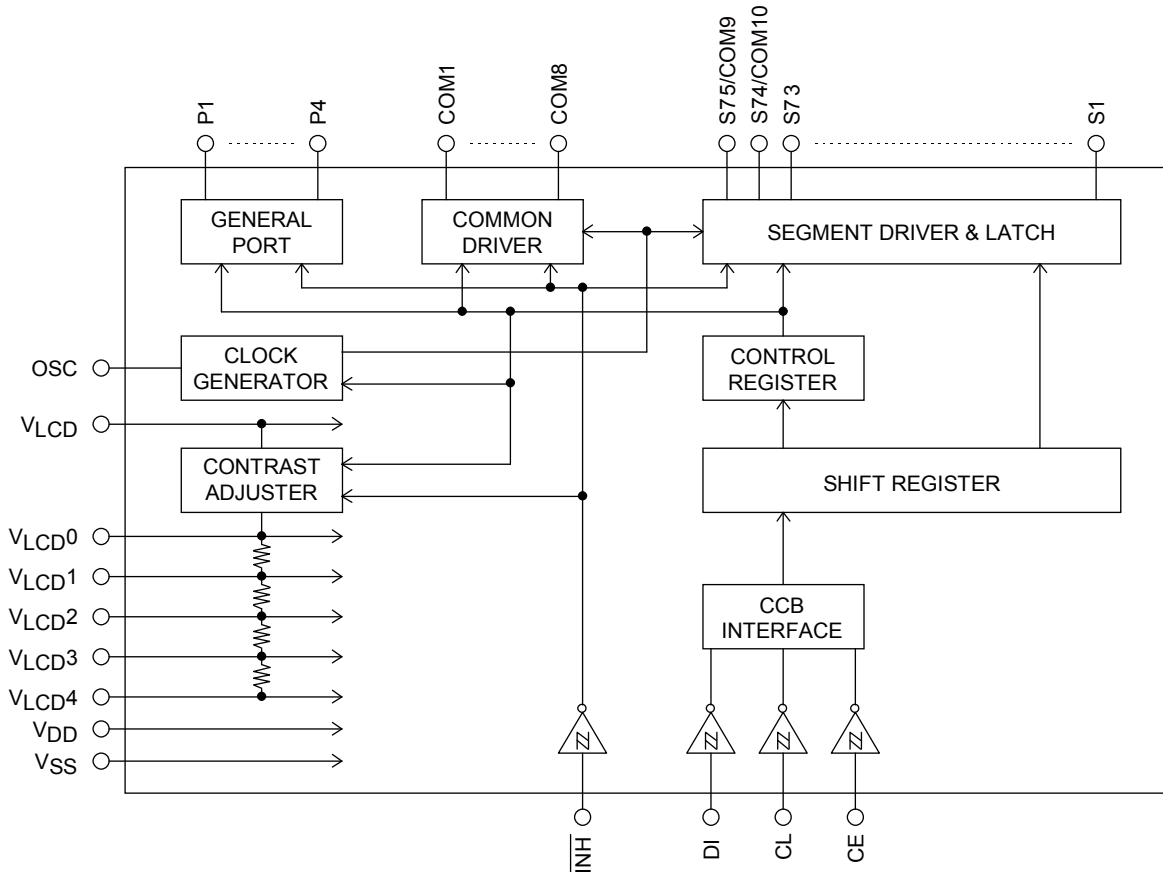 P1
P4
COM1
COM8
S75/COM9
S74/COM10
S73
S1
GENERAL
PORT
COMMON
DRIVER
SEGMENT DRIVER & LATCH
OSC
CLOCK
GENERATOR
CONTROL
REGISTER
VLCD
CONTRAST
ADJUSTER
SHIFT REGISTER
VLCD0
VLCD1
VLCD2
VLCD3
VLCD4
VDD
VSS
CCB
INTERFACE
INH
DI
CL
CE